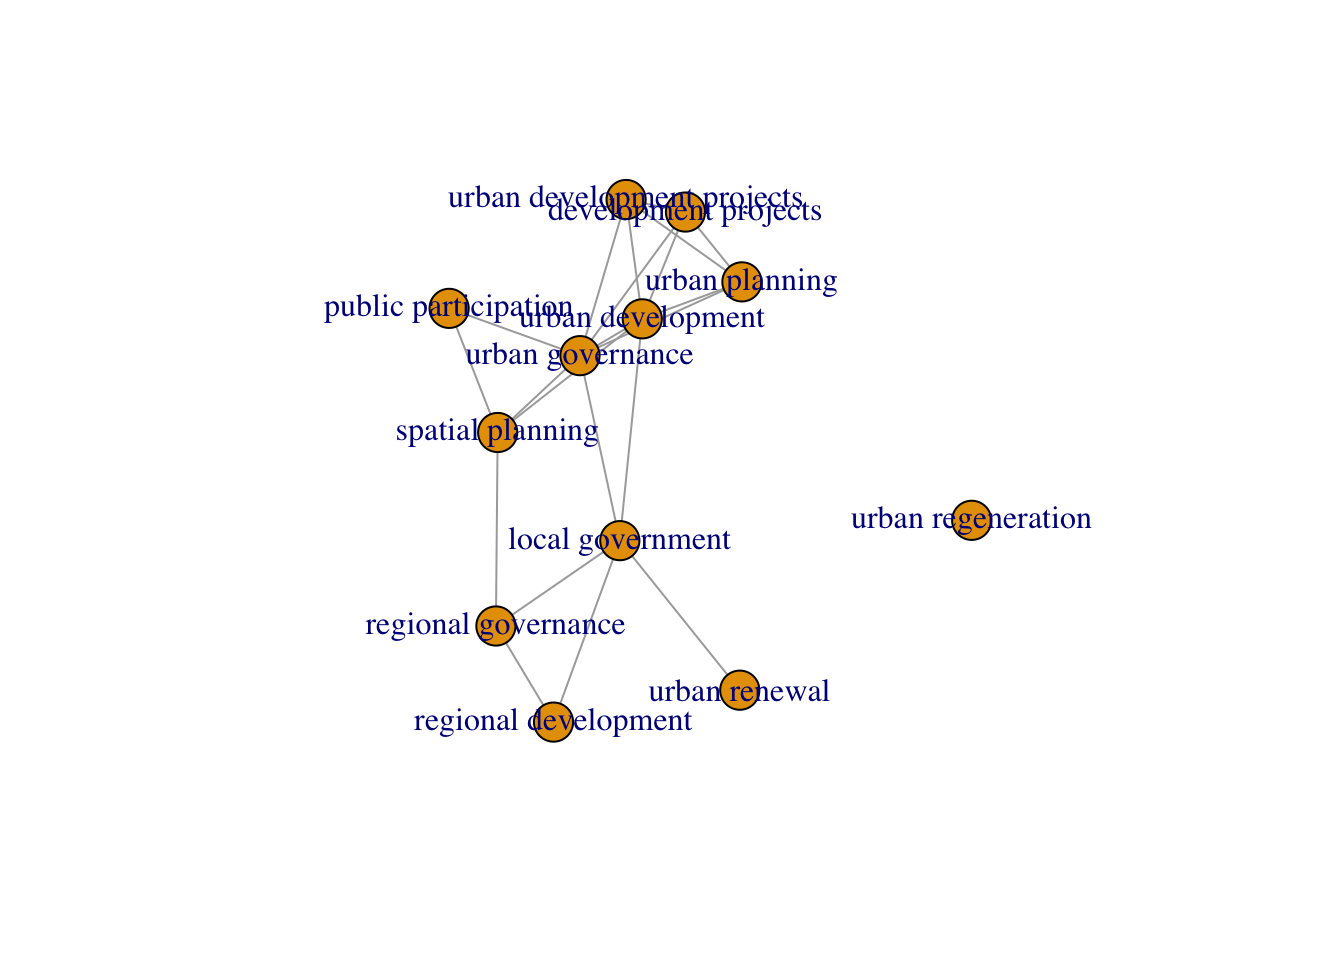 urban development projects
development projects
urban planning
public participation
urban development
urban governance
spatial planning
urban regeneration
local government
regional governance
urban renewal
regional development